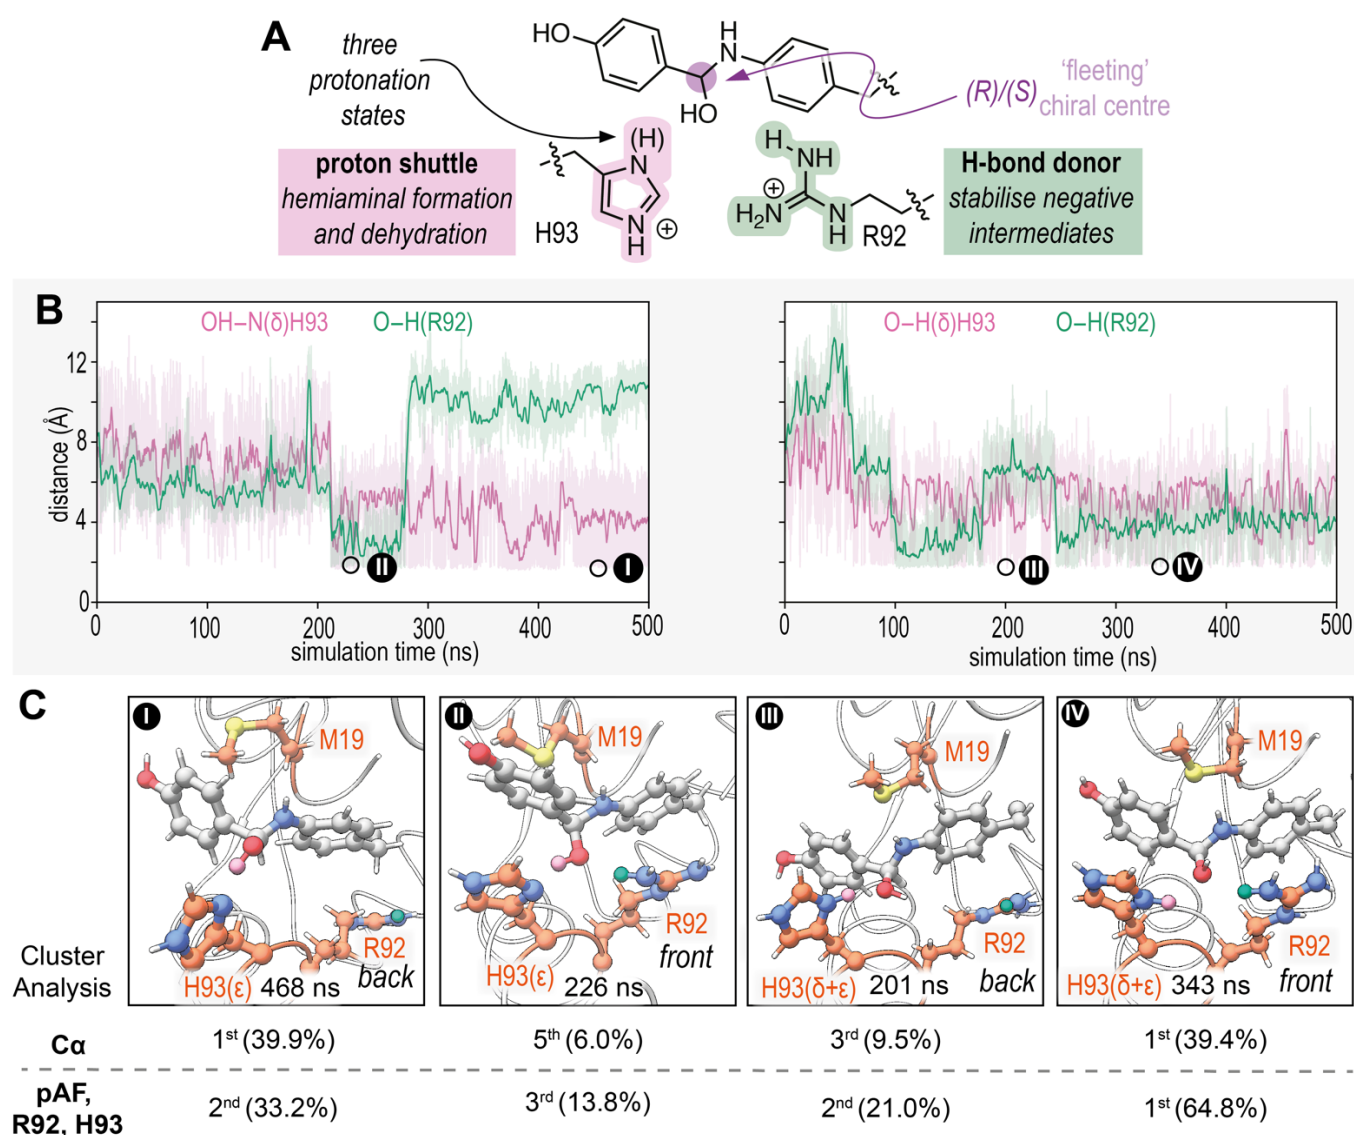 A
three
protonation
states
HO
H
N
HO
(R)/(S)
'fleeting'
chiral centre
proton shuttle
hemiaminal formation
and dehydration
(H)
N
N
H
⊕
H93
H
NH
⊕
H₂N
N
H
R92
H-bond donor
stabilise negative
intermediates
B
OH–N(δ)H93 O–H(R92)
distance (Å)
12
8
4
0
II
I
0 100 200 300 400 500
simulation time (ns)
O–H(δ)H93 O–H(R92)
III
IV
0 100 200 300 400 500
simulation time (ns)
C
I
M19
R92
back
H93(ε) 468 ns
II
M19
R92
front
H93(ε) 226 ns
III
M19
R92
back
H93(δ+ε) 201 ns
IV
M19
R92
front
H93(δ+ε) 343 ns
Cluster
Analysis
Cα 1st (39.9%) 5th (6.0%) 3rd (9.5%) 1st (39.4%)
pAF,
R92, H93 2nd (33.2%) 3rd (13.8%) 2nd (21.0%) 1st (64.8%)